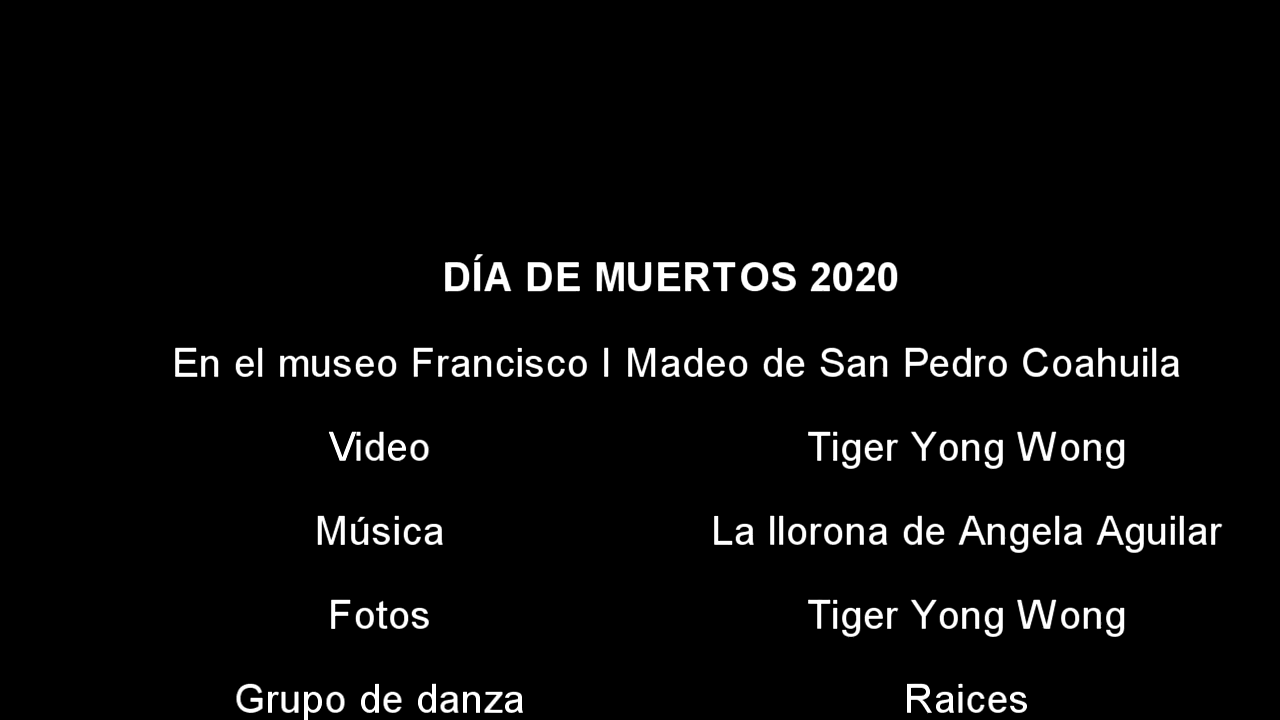 DÍA DE MUERTOS 2020
En el museo Francisco I Madeo de San Pedro Coahuila
Video Tiger Yong Wong
Música La llorona de Angela Aguilar
Fotos Tiger Yong Wong
Grupo de danza Raices